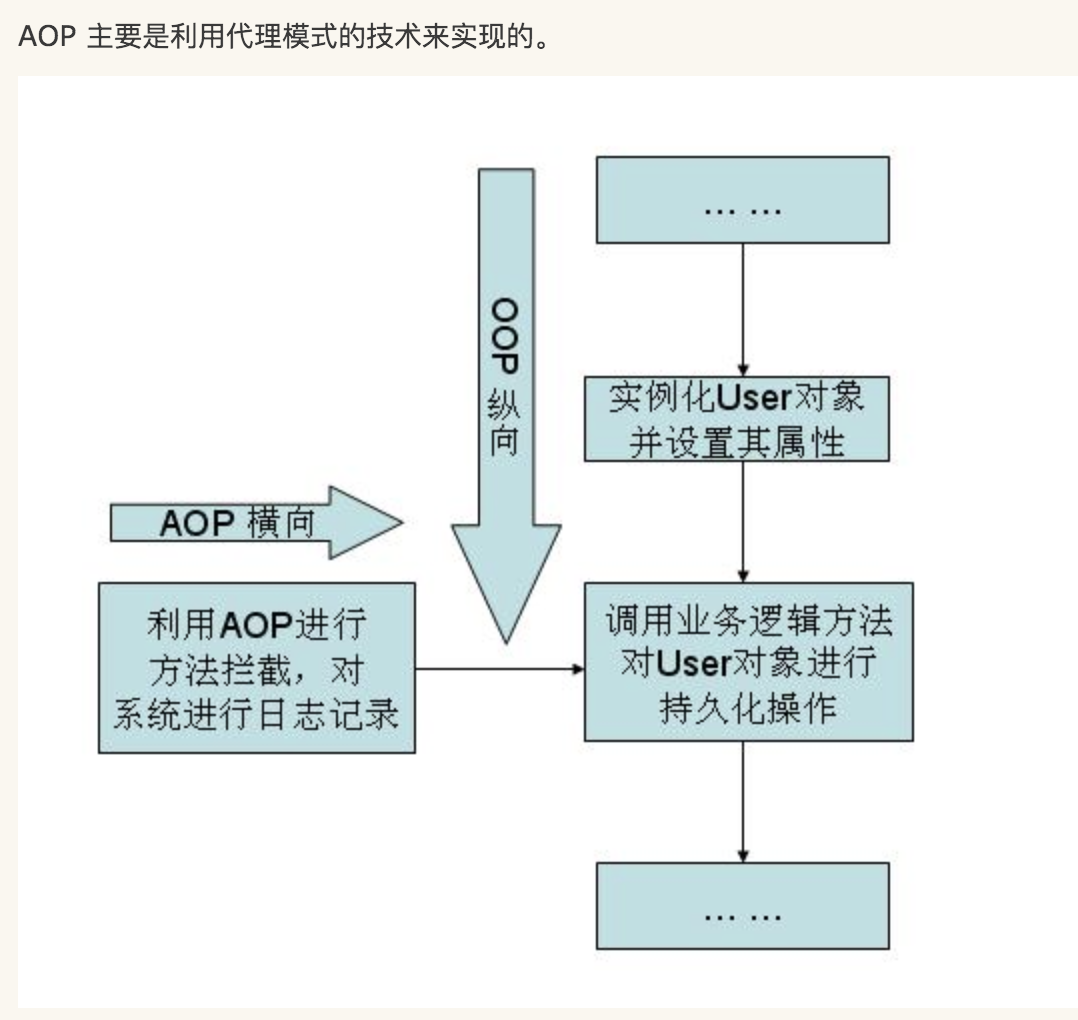 AOP 主要是利用代理模式的技术来实现的。
... ...
OOP 纵向
实例化User对象
并设置其属性
AOP 横向
利用AOP进行
方法拦截，对
系统进行日志记录
调用业务逻辑方法
对User对象进行
持久化操作
... ...